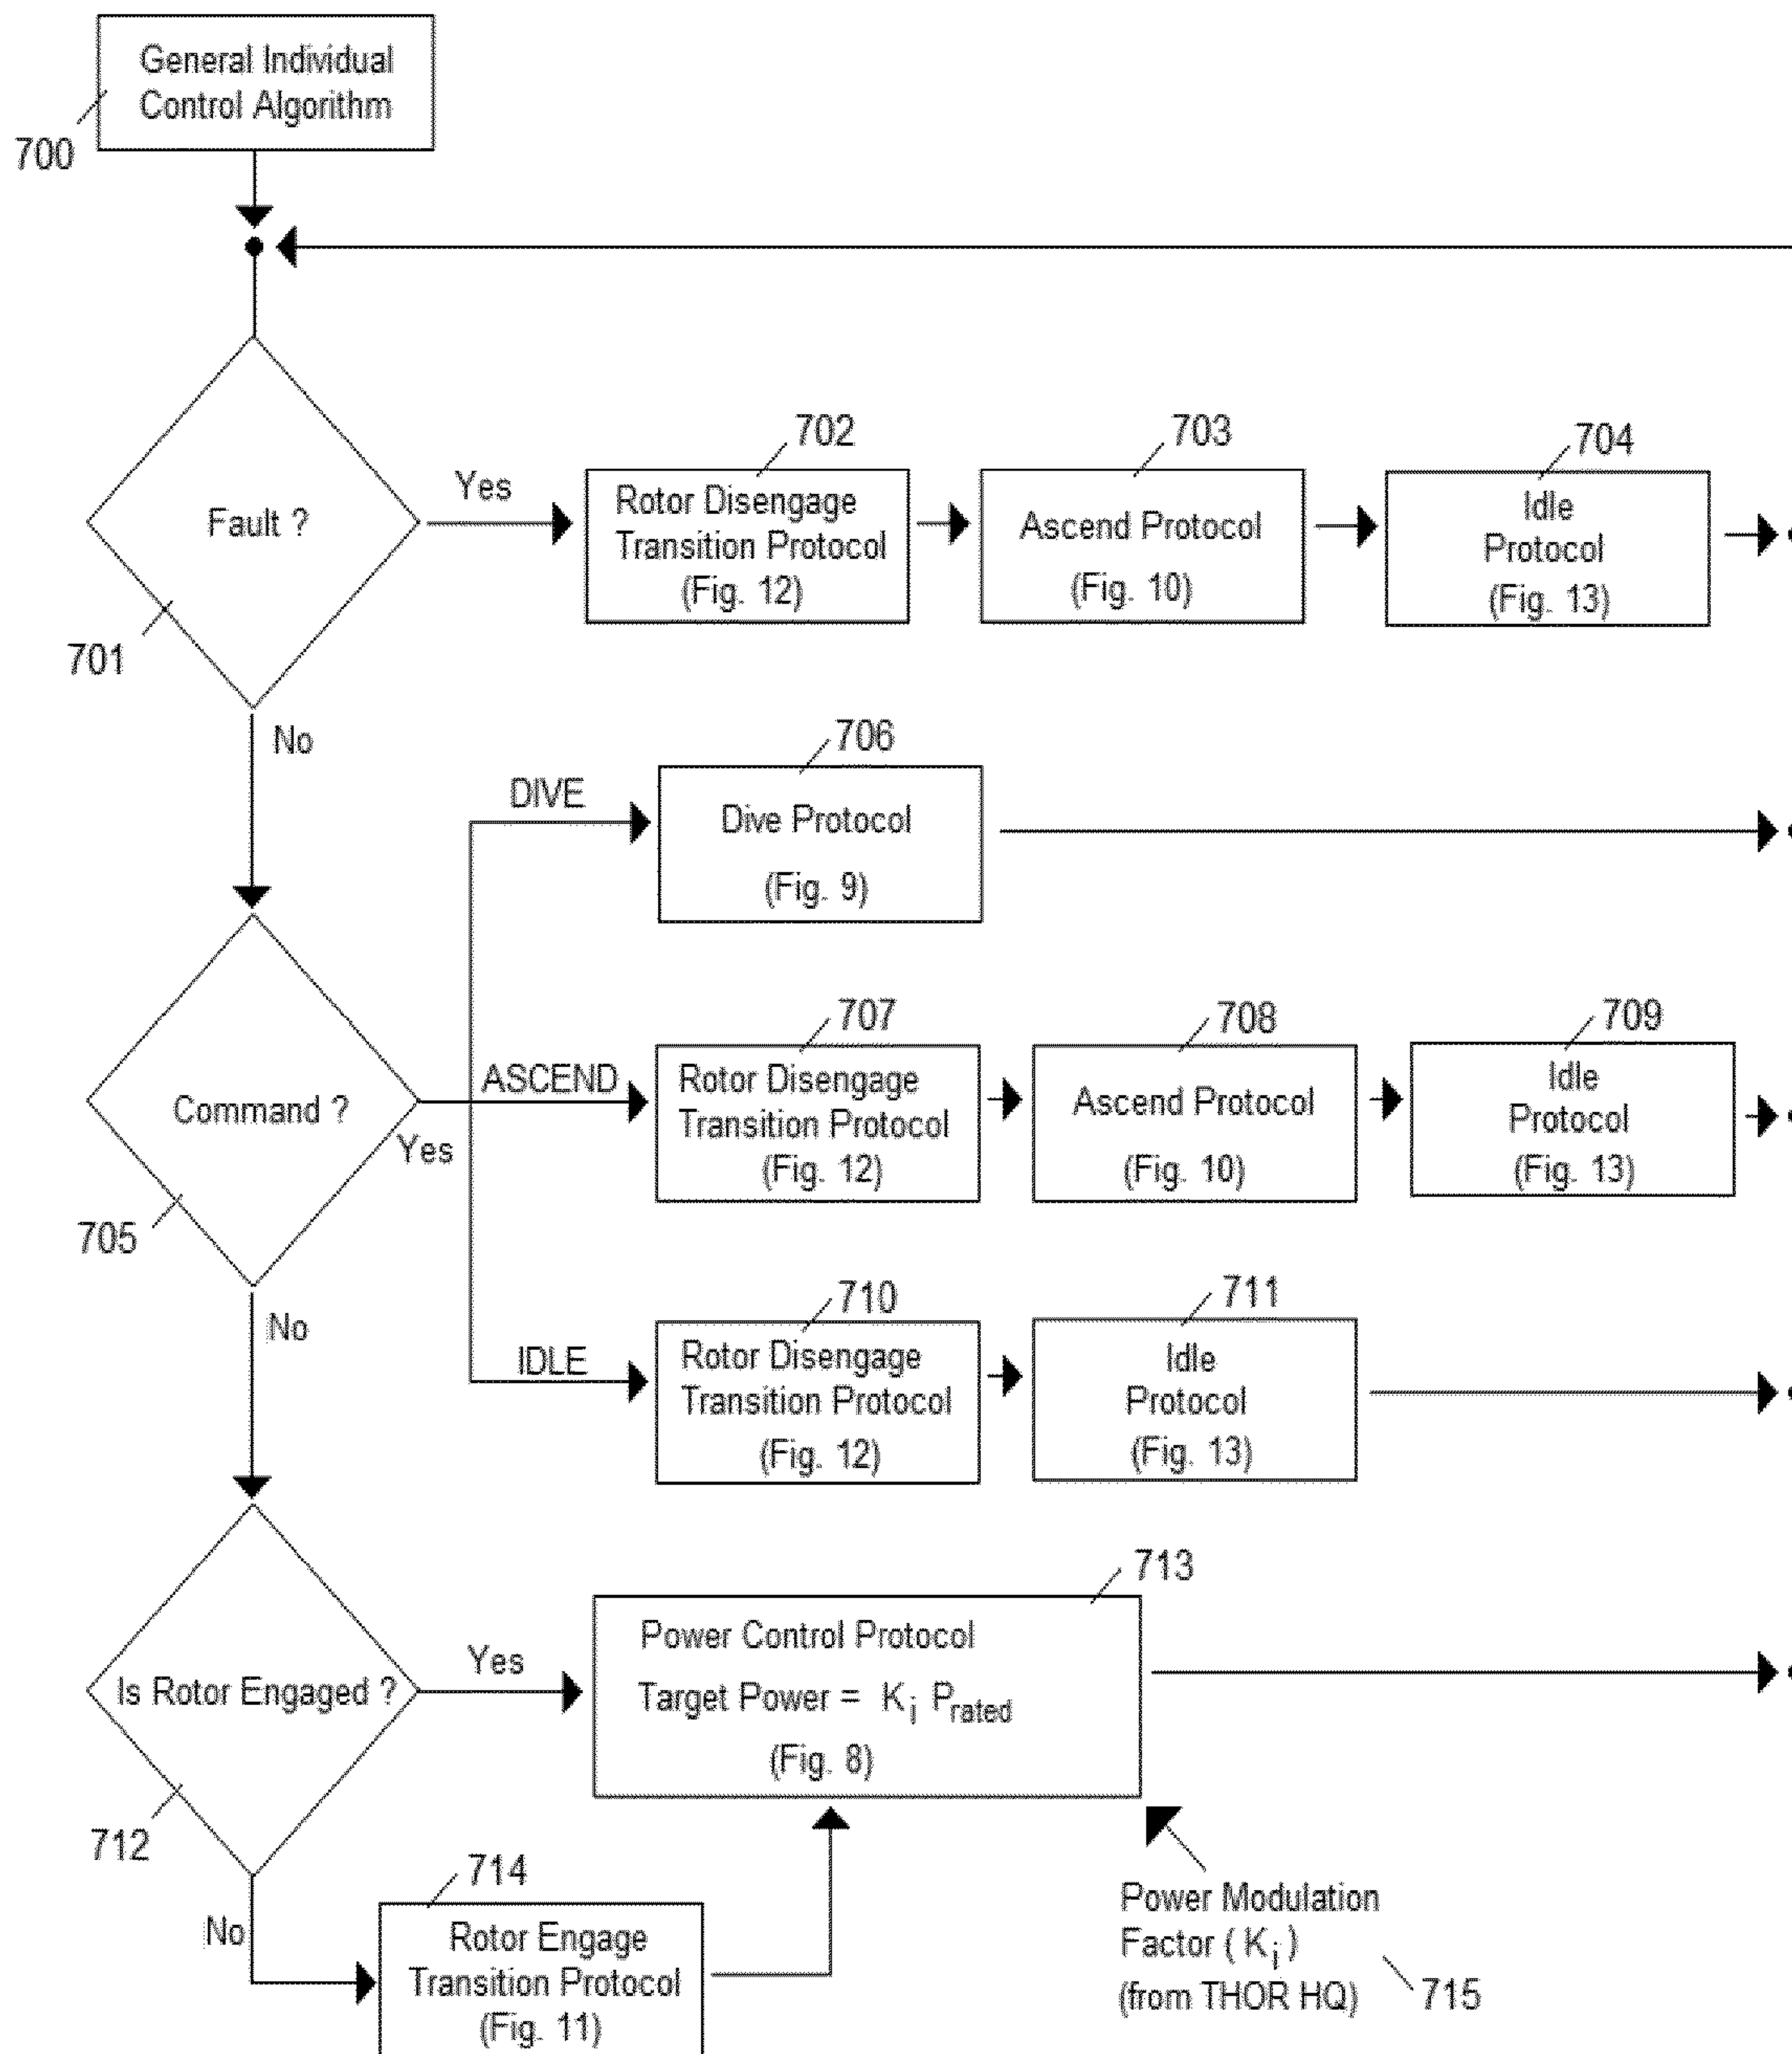 General Individual
Control Algorithm
700
702
703
704
Fault ?
Yes
Rotor Disengage
Transition Protocol
(Fig. 12)
Ascend Protocol
(Fig. 10)
Idle
Protocol
(Fig. 13)
701
No
706
DIVE
Dive Protocol
(Fig. 9)
707
708
709
Command ?
Yes
ASCEND
Rotor Disengage
Transition Protocol
(Fig. 12)
Ascend Protocol
(Fig. 10)
Idle
Protocol
(Fig. 13)
705
No
710
711
IDLE
Rotor Disengage
Transition Protocol
(Fig. 12)
Idle
Protocol
(Fig. 13)
713
Is Rotor Engaged ?
Yes
Power Control Protocol
Target Power = K i P rated
(Fig. 8)
712
714
No
Rotor Engage
Transition Protocol
(Fig. 11)
Power Modulation
Factor ( K i )
(from THOR HQ)
715